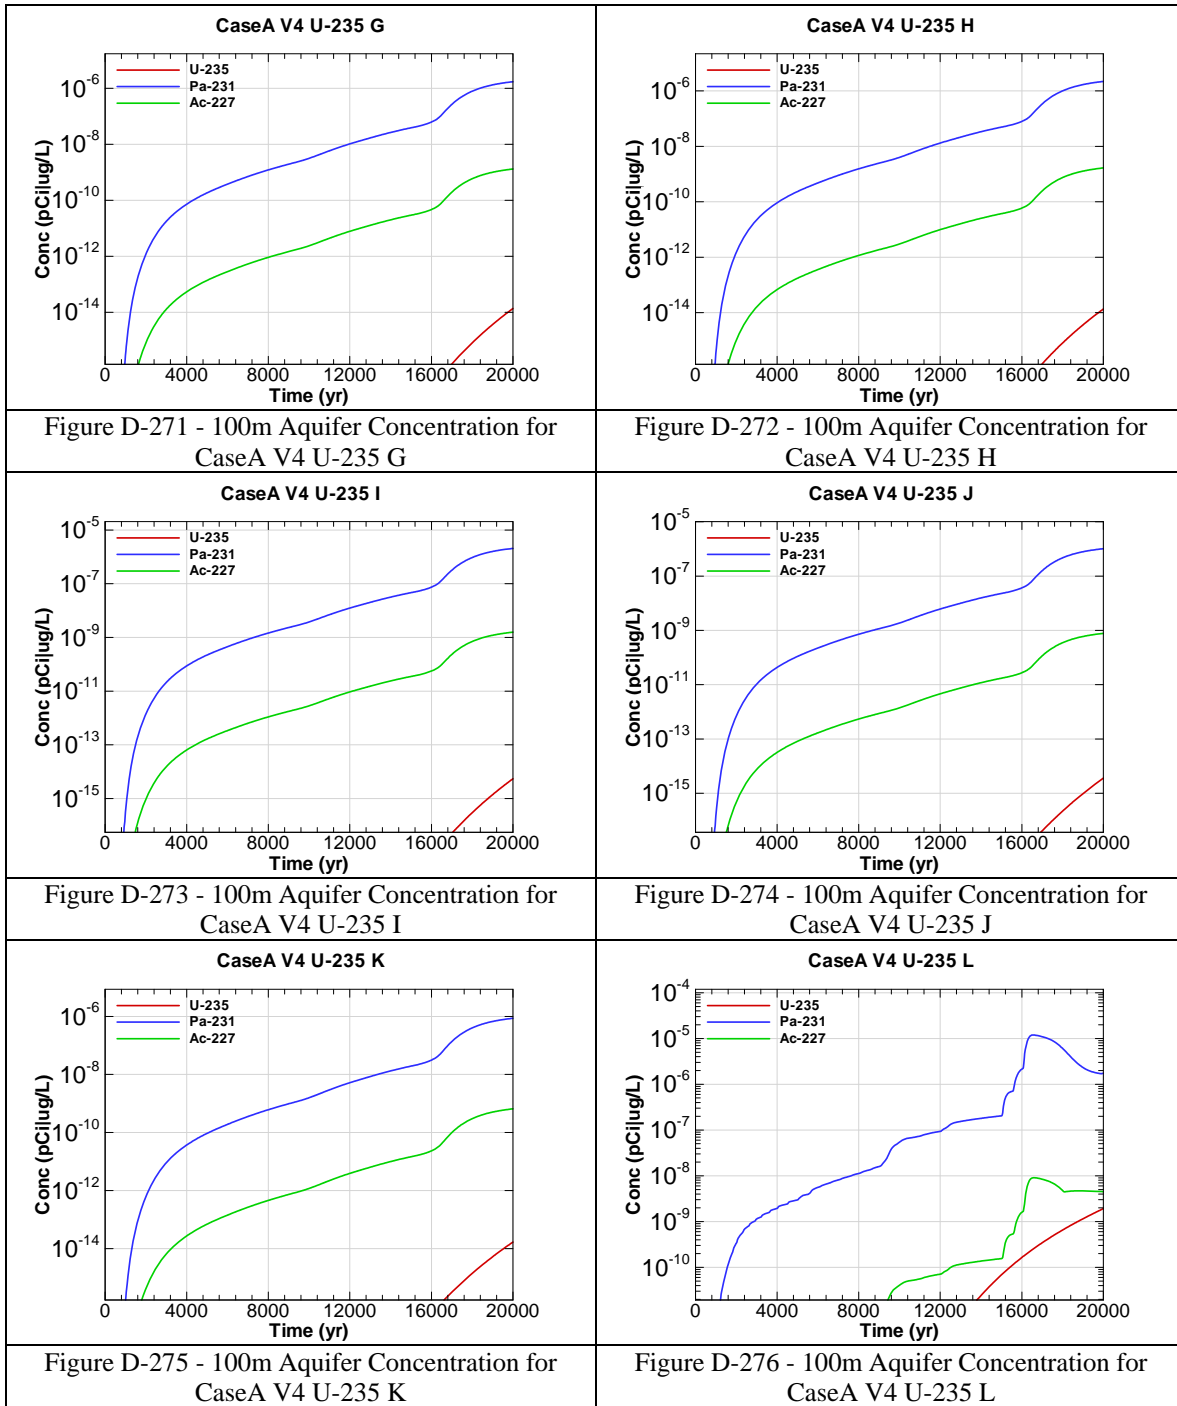 CaseA V4 U-235 G
U-235
Pa-231
Ac-227
10^-6
10^-8
10^-10
10^-12
10^-14
Conc (pCi|ug/L)
0 4000 8000 12000 16000 20000
Time (yr)
Figure D-271 - 100m Aquifer Concentration for
CaseA V4 U-235 G
CaseA V4 U-235 H
U-235
Pa-231
Ac-227
10^-6
10^-8
10^-10
10^-12
10^-14
Conc (pCi|ug/L)
0 4000 8000 12000 16000 20000
Time (yr)
Figure D-272 - 100m Aquifer Concentration for
CaseA V4 U-235 H
CaseA V4 U-235 I
U-235
Pa-231
Ac-227
10^-5
10^-7
10^-9
10^-11
10^-13
10^-15
Conc (pCi|ug/L)
0 4000 8000 12000 16000 20000
Time (yr)
Figure D-273 - 100m Aquifer Concentration for
CaseA V4 U-235 I
CaseA V4 U-235 J
U-235
Pa-231
Ac-227
10^-5
10^-7
10^-9
10^-11
10^-13
10^-15
Conc (pCi|ug/L)
0 4000 8000 12000 16000 20000
Time (yr)
Figure D-274 - 100m Aquifer Concentration for
CaseA V4 U-235 J
CaseA V4 U-235 K
U-235
Pa-231
Ac-227
10^-6
10^-8
10^-10
10^-12
10^-14
Conc (pCi|ug/L)
0 4000 8000 12000 16000 20000
Time (yr)
Figure D-275 - 100m Aquifer Concentration for
CaseA V4 U-235 K
CaseA V4 U-235 L
U-235
Pa-231
Ac-227
10^-4
10^-5
10^-6
10^-7
10^-8
10^-9
10^-10
Conc (pCi|ug/L)
0 4000 8000 12000 16000 20000
Time (yr)
Figure D-276 - 100m Aquifer Concentration for
CaseA V4 U-235 L